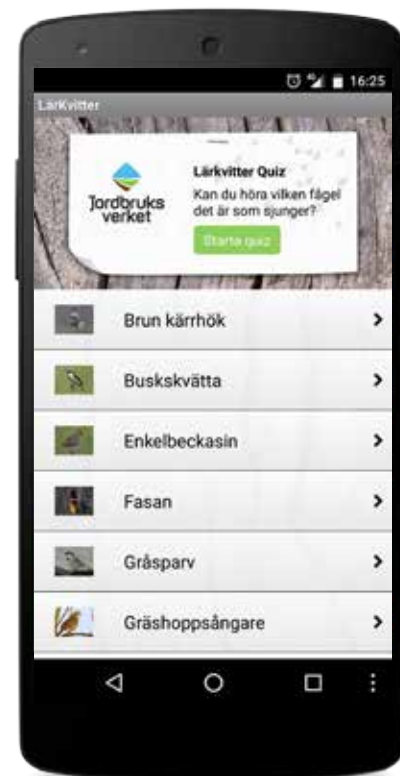 16:25
LärKvitter
Jordbruks
verket
Lärkvitter Quiz
Kan du höra vilken fågel
det är som sjunger?
Starta quiz
Brun kärrhök
Buskskvätta
Enkelbeckasin
Fasan
Gråsparv
Gräshoppsångare